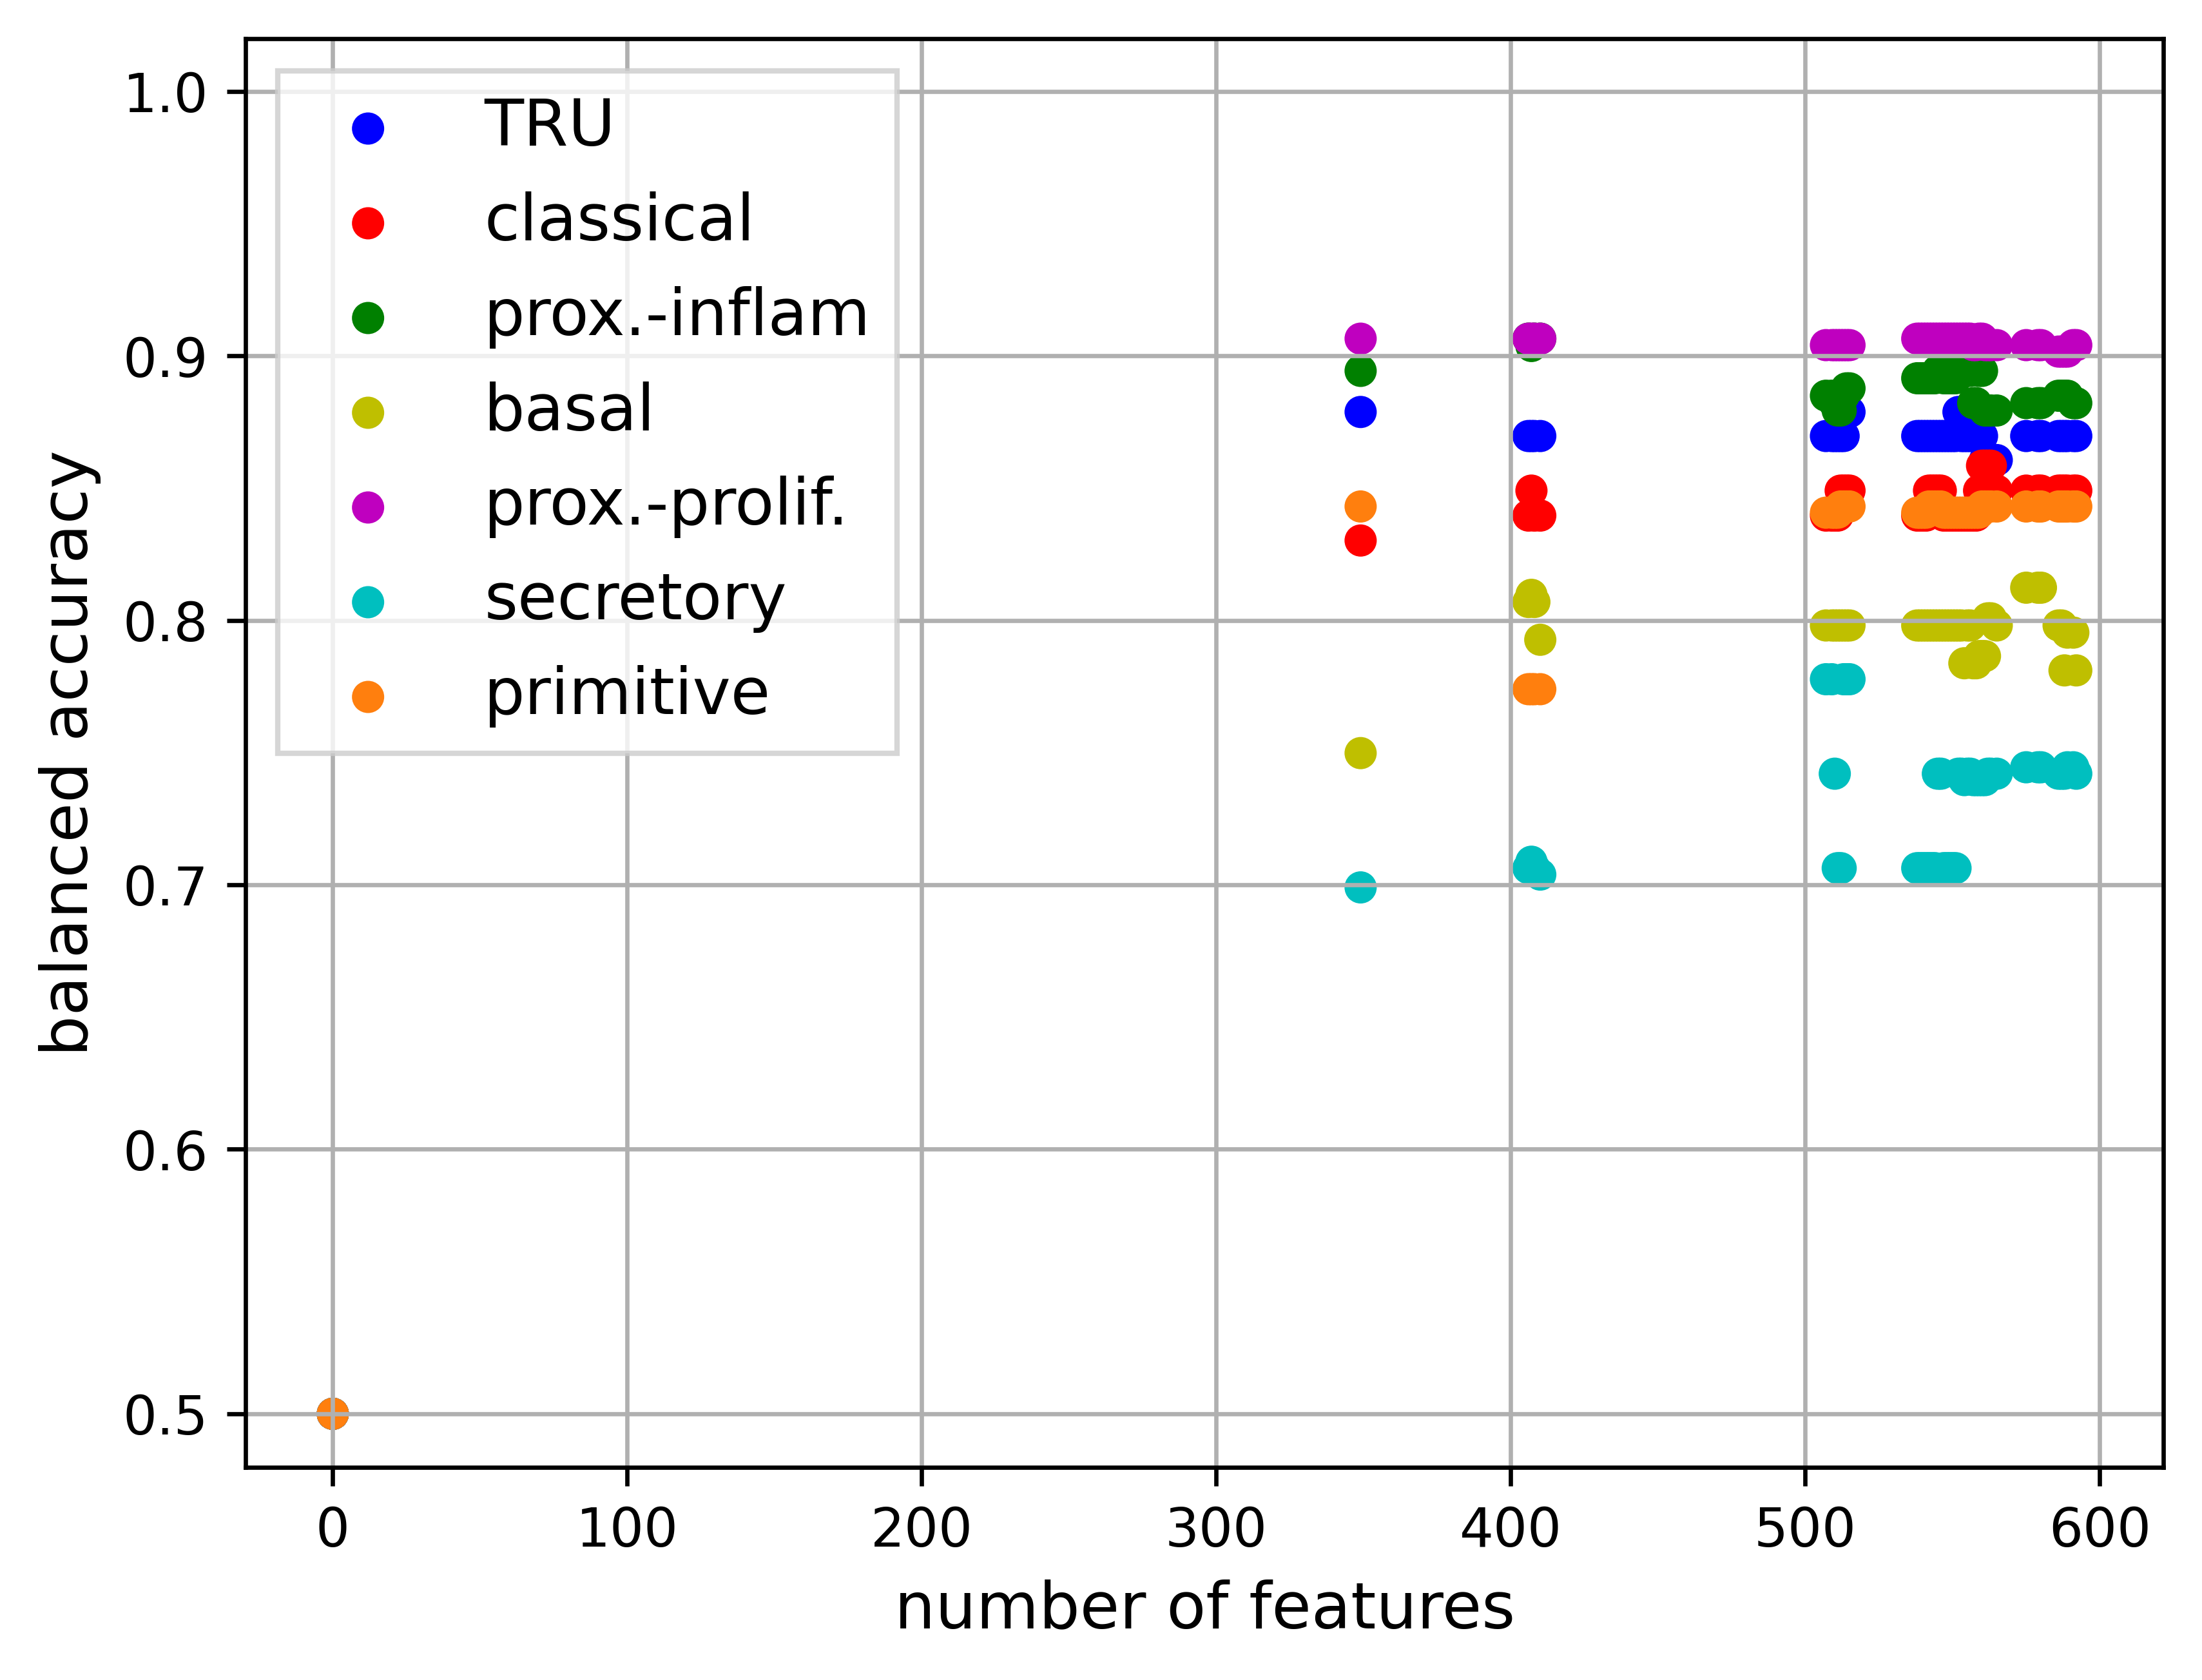 1.0
0.9
0.8
0.7
0.6
0.5
balanced accuracy
TRU
classical
prox.-inflam
basal
prox.-prolif.
secretory
primitive
0 100 200 300 400 500 600
number of features